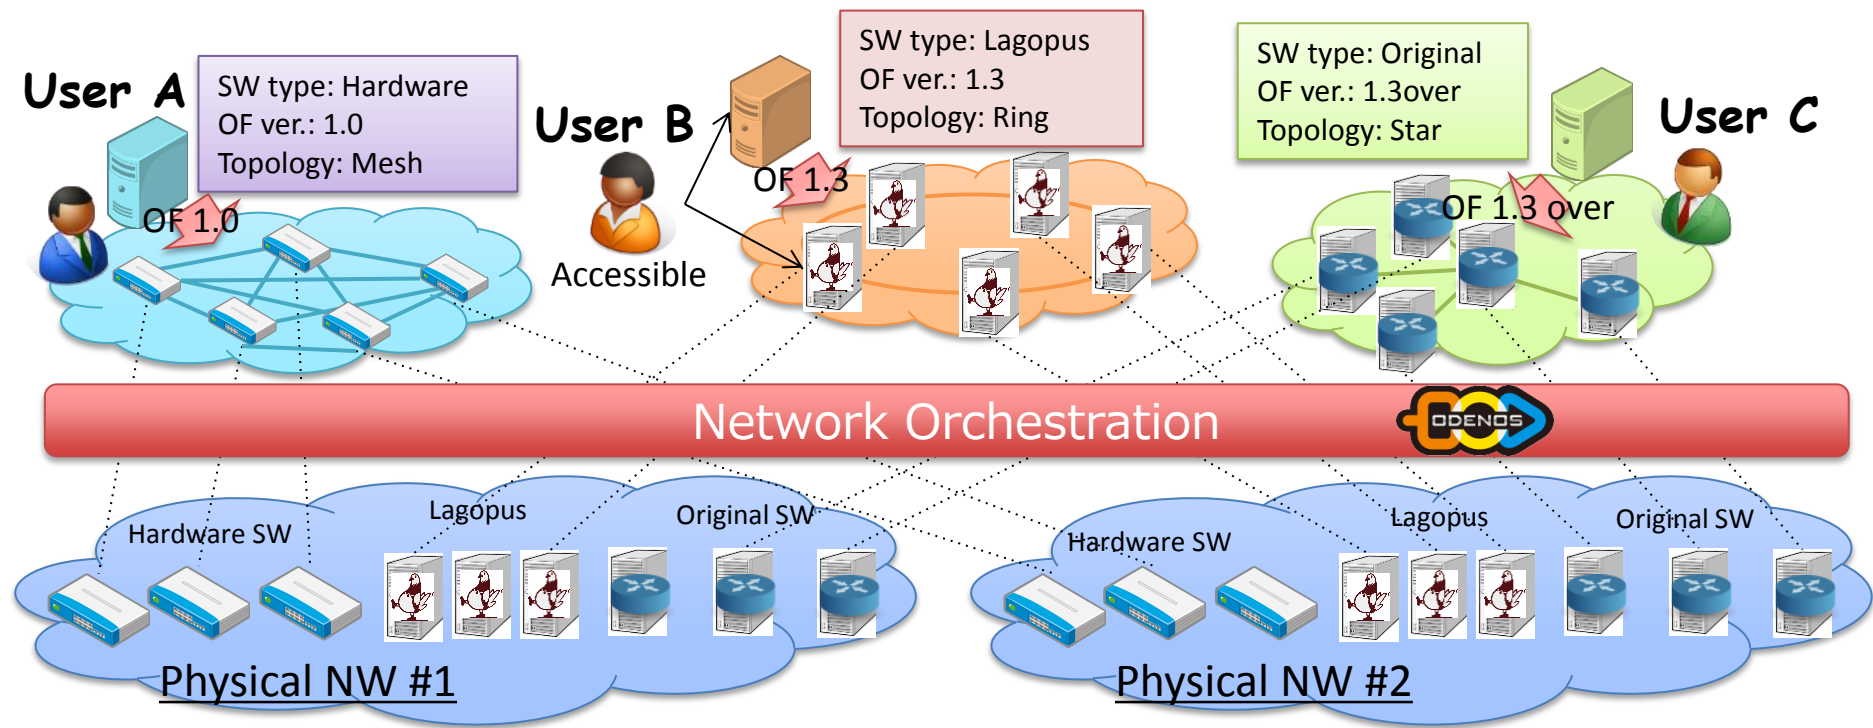 User A
SW type: Hardware
OF ver.: 1.0
Topology: Mesh
OF 1.0
User B
Accessible
SW type: Lagopus
OF ver.: 1.3
Topology: Ring
OF 1.3
SW type: Original
OF ver.: 1.3over
Topology: Star
User C
OF 1.3 over
Network Orchestration
ODENOS
Hardware SW
Lagopus
Original SW
Physical NW #1
Hardware SW
Lagopus
Original SW
Physical NW #2